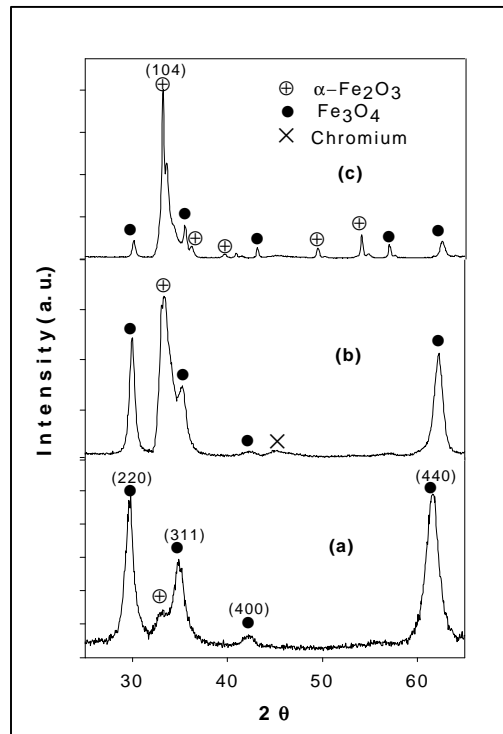 (104)
α–Fe2O3
Fe3O4
Chromium
(c)
(b)
(220)
(440)
(311)
(a)
(400)
Intensity (a. u.)
30 40 50 60
2 θ